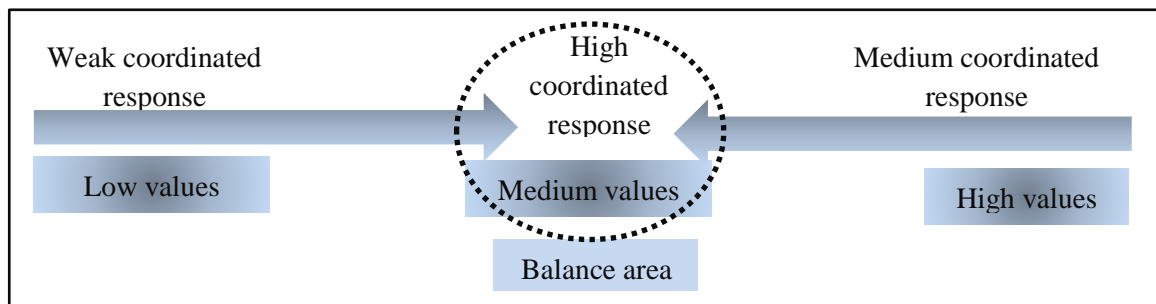 Weak coordinated
response
High
coordinated
response
Medium coordinated
response
Low values
Medium values
High values
Balance area